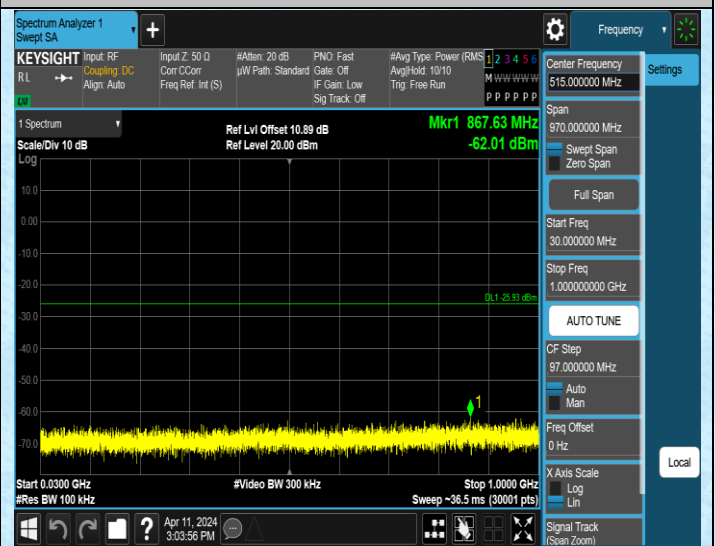 Spectrum Analyzer 1
Swept SA
+
Frequency
KEYSIGHT
RL
LXI
Input: RF
Coupling: DC
Align: Auto
Input Z: 50 Ω
Corr CCorr
Freq Ref: Int (S)
#Atten: 20 dB
µW Path: Standard
PNO: Fast
Gate: Off
IF Gain: Low
Sig Track: Off
#Avg Type: Power (RMS
Avg|Hold: 10/10
Trig: Free Run
1 2 3 4 5 6
M W W W W W
P P P P P P
1 Spectrum
Scale/Div 10 dB
Log
Ref Lvl Offset 10.89 dB
Ref Level 20.00 dBm
Mkr1 867.63 MHz
-62.01 dBm
10.0
0.00
-10.0
-20.0
DL1 -25.93 dBm
-30.0
-40.0
-50.0
1
-60.0
-70.0
Start 0.0300 GHz
#Res BW 100 kHz
#Video BW 300 kHz
Stop 1.0000 GHz
Sweep ~36.5 ms (30001 pts)
?
Apr 11, 2024
3:03:56 PM
Center Frequency
515.000000 MHz
Settings
Span
970.000000 MHz
Swept Span
Zero Span
Full Span
Start Freq
30.000000 MHz
Stop Freq
1.000000000 GHz
AUTO TUNE
CF Step
97.000000 MHz
Auto
Man
Freq Offset
0 Hz
X Axis Scale
Log
Lin
Local
Signal Track
(Span Zoom)